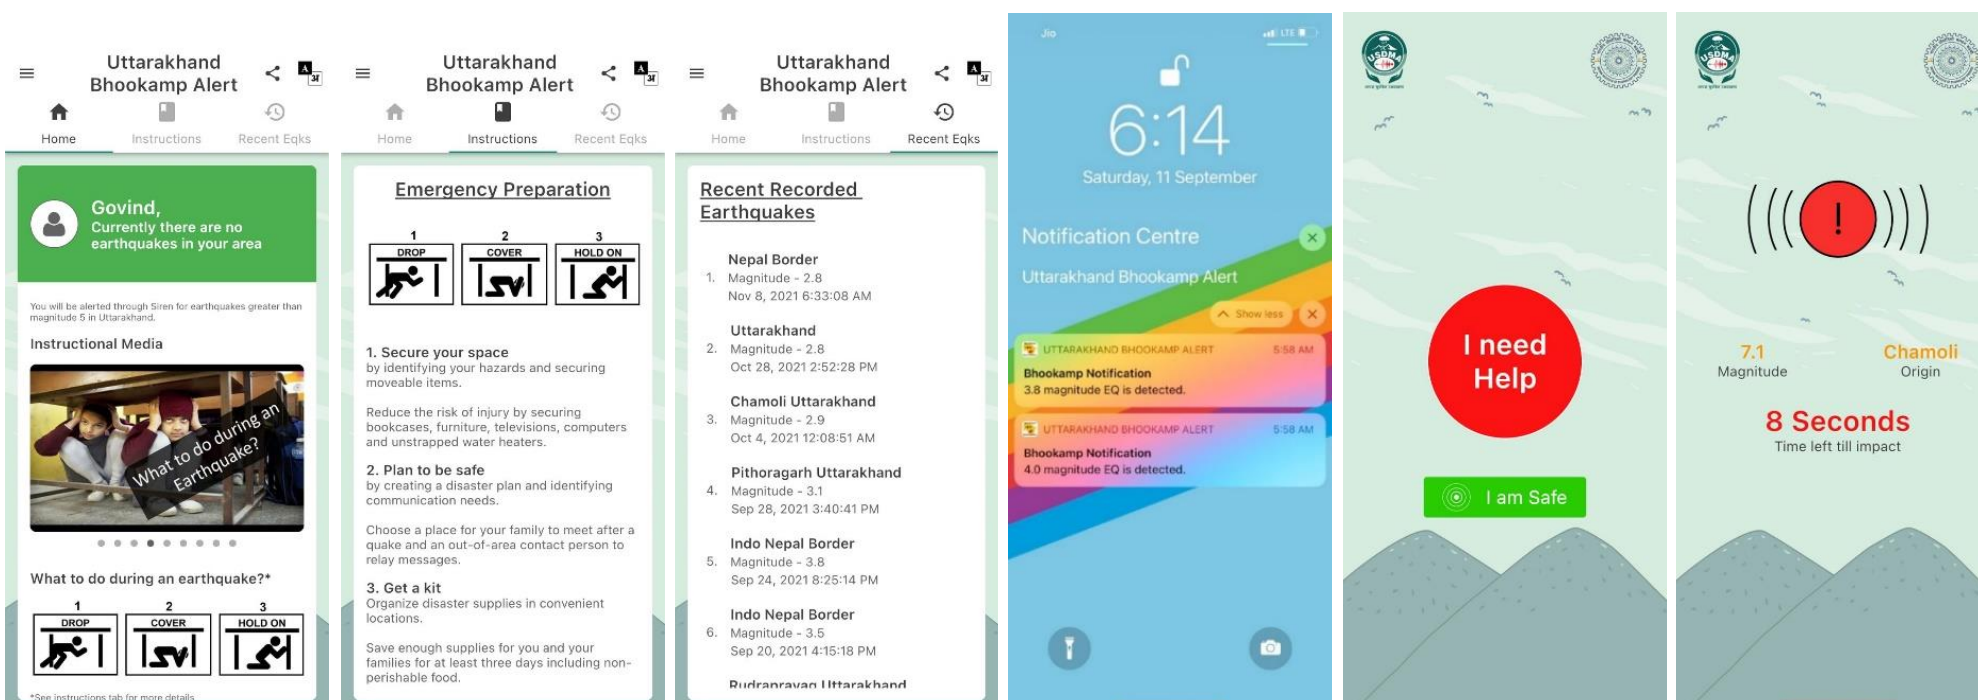 Uttarakhand
Bhookamp Alert
A
अ
Home
Instructions
Recent Eqks
Govind,
Currently there are no
earthquakes in your area
You will be alerted through Siren for earthquakes greater than
magnitude 5 in Uttarakhand.
Instructional Media
What to do during an
Earthquake?
What to do during an earthquake?*
1
2
3
DROP
COVER
HOLD ON
*See instructions tab for more details
Uttarakhand
Bhookamp Alert
A
अ
Home
Instructions
Recent Eqks
Emergency Preparation
1
2
3
DROP
COVER
HOLD ON
1. Secure your space
by identifying your hazards and securing
moveable items.
Reduce the risk of injury by securing
bookcases, furniture, televisions, computers
and unstrapped water heaters.
2. Plan to be safe
by creating a disaster plan and identifying
communication needs.
Choose a place for your family to meet after a
quake and an out-of-area contact person to
relay messages.
3. Get a kit
Organize disaster supplies in convenient
locations.
Save enough supplies for you and your
families for at least three days including non-
perishable food.
Uttarakhand
Bhookamp Alert
A
अ
Home
Instructions
Recent Eqks
Recent Recorded
Earthquakes
Nepal Border
1. Magnitude - 2.8
Nov 8, 2021 6:33:08 AM
Uttarakhand
2. Magnitude - 2.8
Oct 28, 2021 2:52:28 PM
Chamoli Uttarakhand
3. Magnitude - 2.9
Oct 4, 2021 12:08:51 AM
Pithoragarh Uttarakhand
4. Magnitude - 3.1
Sep 28, 2021 3:40:41 PM
Indo Nepal Border
5. Magnitude - 3.8
Sep 24, 2021 8:25:14 PM
Indo Nepal Border
6. Magnitude - 3.5
Sep 20, 2021 4:15:18 PM
Rudraprayag Uttarakhand
Jio
LTE
6:14
Saturday, 11 September
Notification Centre
Uttarakhand Bhookamp Alert
Show less
UTTARAKHAND BHOOKAMP ALERT 5:58 AM
Bhookamp Notification
3.8 magnitude EQ is detected.
UTTARAKHAND BHOOKAMP ALERT 5:58 AM
Bhookamp Notification
4.0 magnitude EQ is detected.
USDMA
I need
Help
I am Safe
USDMA
!
7.1
Magnitude
Chamoli
Origin
8 Seconds
Time left till impact